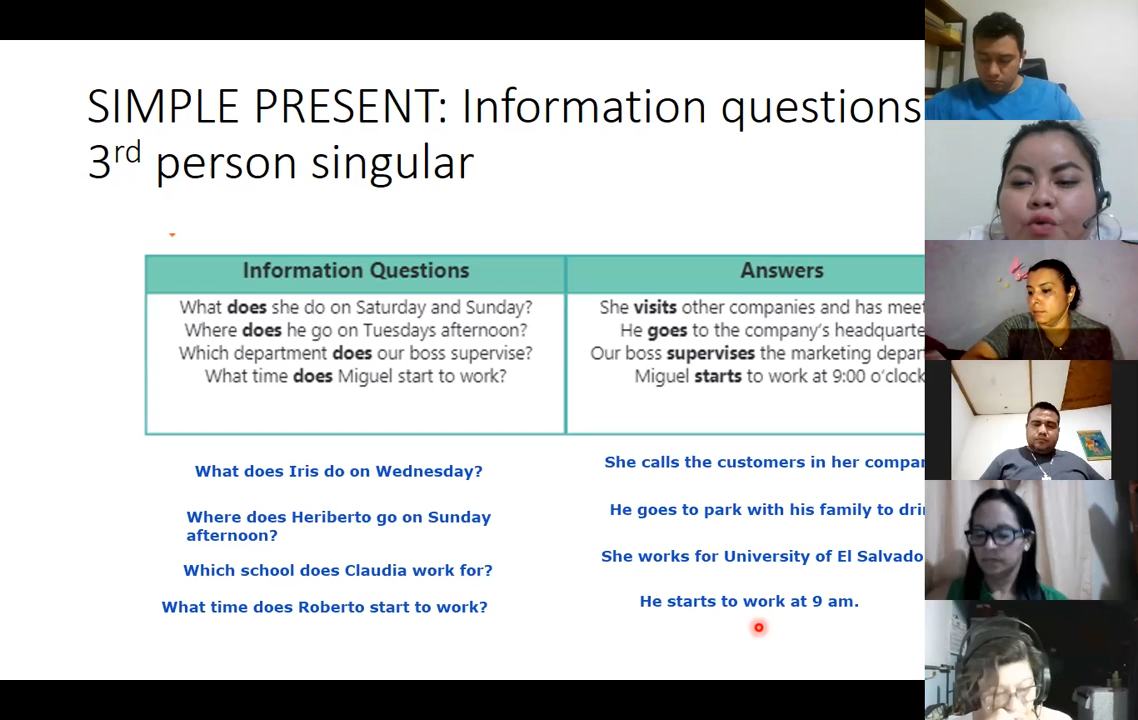 SIMPLE PRESENT: Information questions
3rd person singular
Information Questions
Answers
What does she do on Saturday and Sunday?
She visits other companies and has
Where does he go on Tuesdays afternoon?
He goes to the company's
Which department does our boss supervise?
Our boss supervises the marketing
What time does Miguel start to work?
Miguel starts to work at 9:00 o'clock
What does Iris do on Wednesday?
She calls the customers in her
Where does Heriberto go on Sunday
afternoon?
He goes to park with his family to
Which school does Claudia work for?
She works for University of El
What time does Roberto start to work?
He starts to work at 9 am.